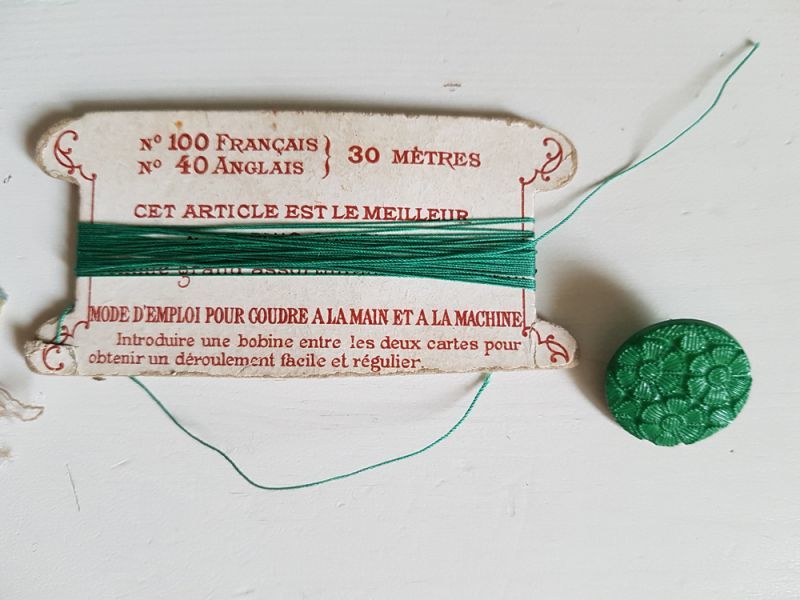 Nº 100 FRANÇAIS
Nº 40 ANGLAIS
} 30 MÈTRES
CET ARTICLE EST LE MEILLEUR
grand
MODE D'EMPLOI POUR COUDRE A LA MAIN ET A LA MACHINE
Introduire une bobine entre les deux cartes pour
obtenir un déroulement facile et régulier.